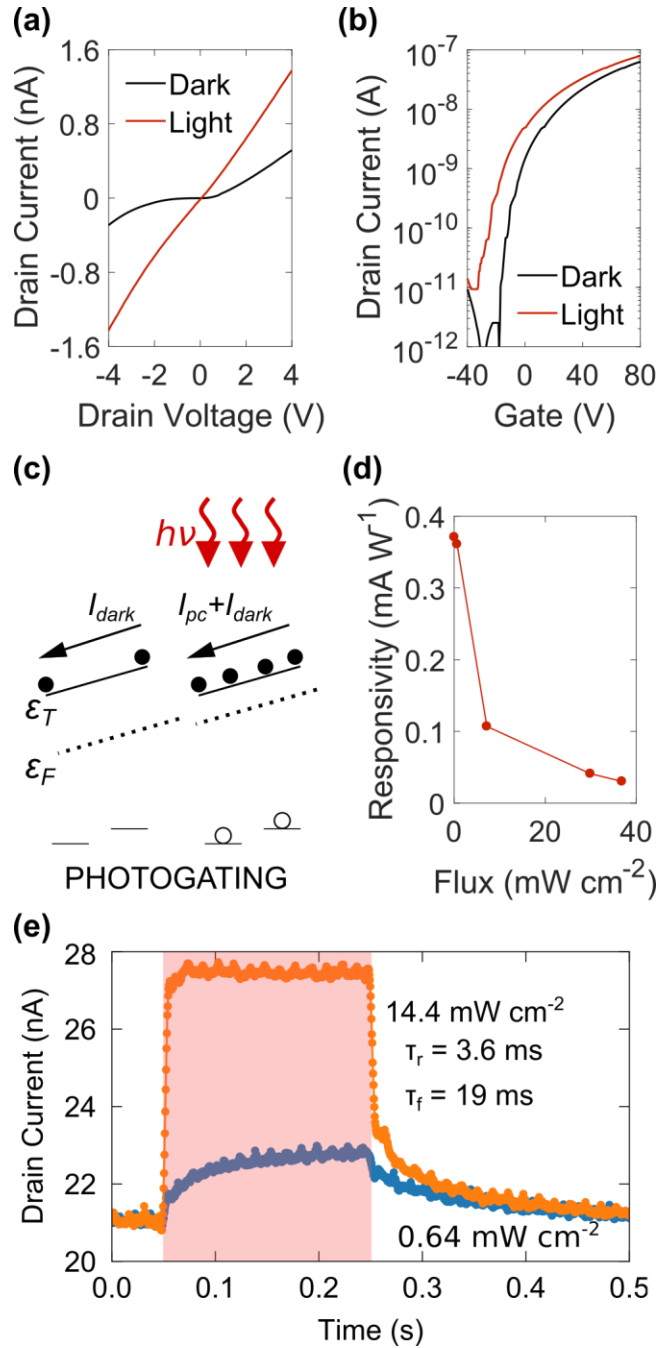 (a)
Drain Current (nA)
1.6
0.8
0
-0.8
-1.6
Dark
Light
-4 -2 0 2 4
Drain Voltage (V)
(b)
Drain Current (A)
10⁻⁷
10⁻⁸
10⁻⁹
10⁻¹⁰
10⁻¹¹
10⁻¹²
Dark
Light
-40 0 40 80
Gate (V)
(c)
hν
I_dark
I_pc+I_dark
ε_T
ε_F
PHOTOGATING
(d)
Responsivity (mA W⁻¹)
0.4
0.3
0.2
0.1
0
0 20 40
Flux (mW cm⁻²)
(e)
Drain Current (nA)
28
26
24
22
20
14.4 mW cm⁻²
τ_r = 3.6 ms
τ_f = 19 ms
0.64 mW cm⁻²
0.0 0.1 0.2 0.3 0.4 0.5
Time (s)